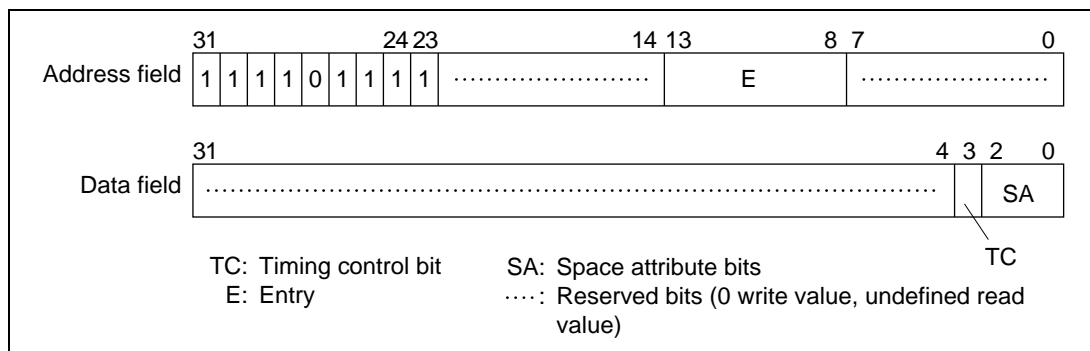 31 24 23 14 13 8 7 0
Address field 1 1 1 1 0 1 1 1 1 ........................ E ........................
31 4 3 2 0
Data field ........................ SA
TC
TC: Timing control bit SA: Space attribute bits
E: Entry ····: Reserved bits (0 write value, undefined read
value)